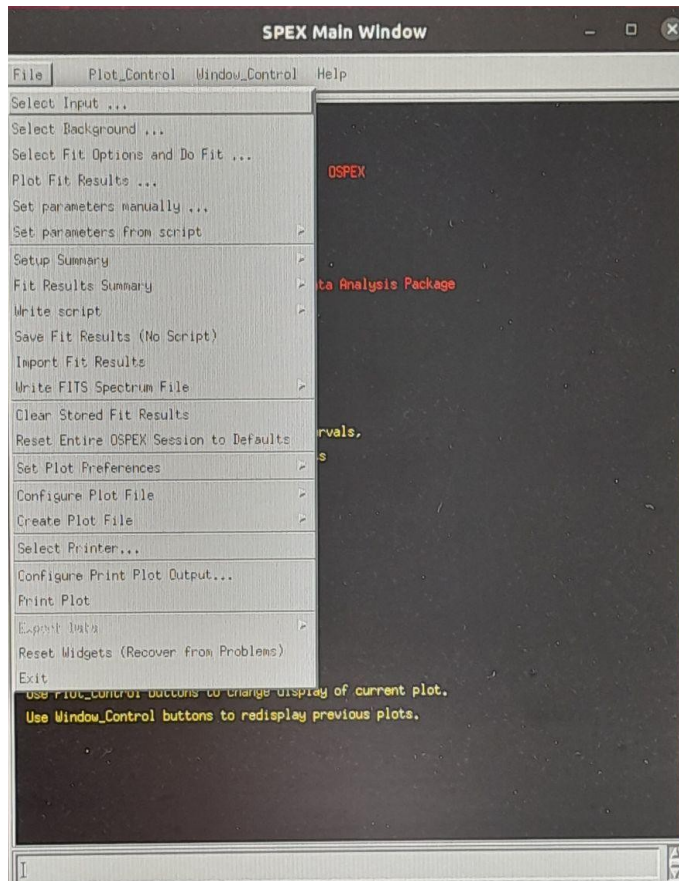 SPEX Main Window
File Plot_Control Window_Control Help
Select Input ...
Select Background ...
Select Fit Options and Do Fit ...
OSPEX
Plot Fit Results ...
Set parameters manually ...
Set parameters from script
Setup Summary
Fit Results Summary
ta Analysis Package
Write script
Save Fit Results (No Script)
Import Fit Results
Write FITS Spectrum File
Clear Stored Fit Results
rvals,
Reset Entire OSPEX Session to Defaults
s
Set Plot Preferences
Configure Plot File
Create Plot File
Select Printer...
Configure Print Plot Output...
Print Plot
Export Data
Reset Widgets (Recover from Problems)
Exit
Use Plot_Control buttons to change display of current plot.
Use Window_Control buttons to redisplay previous plots.